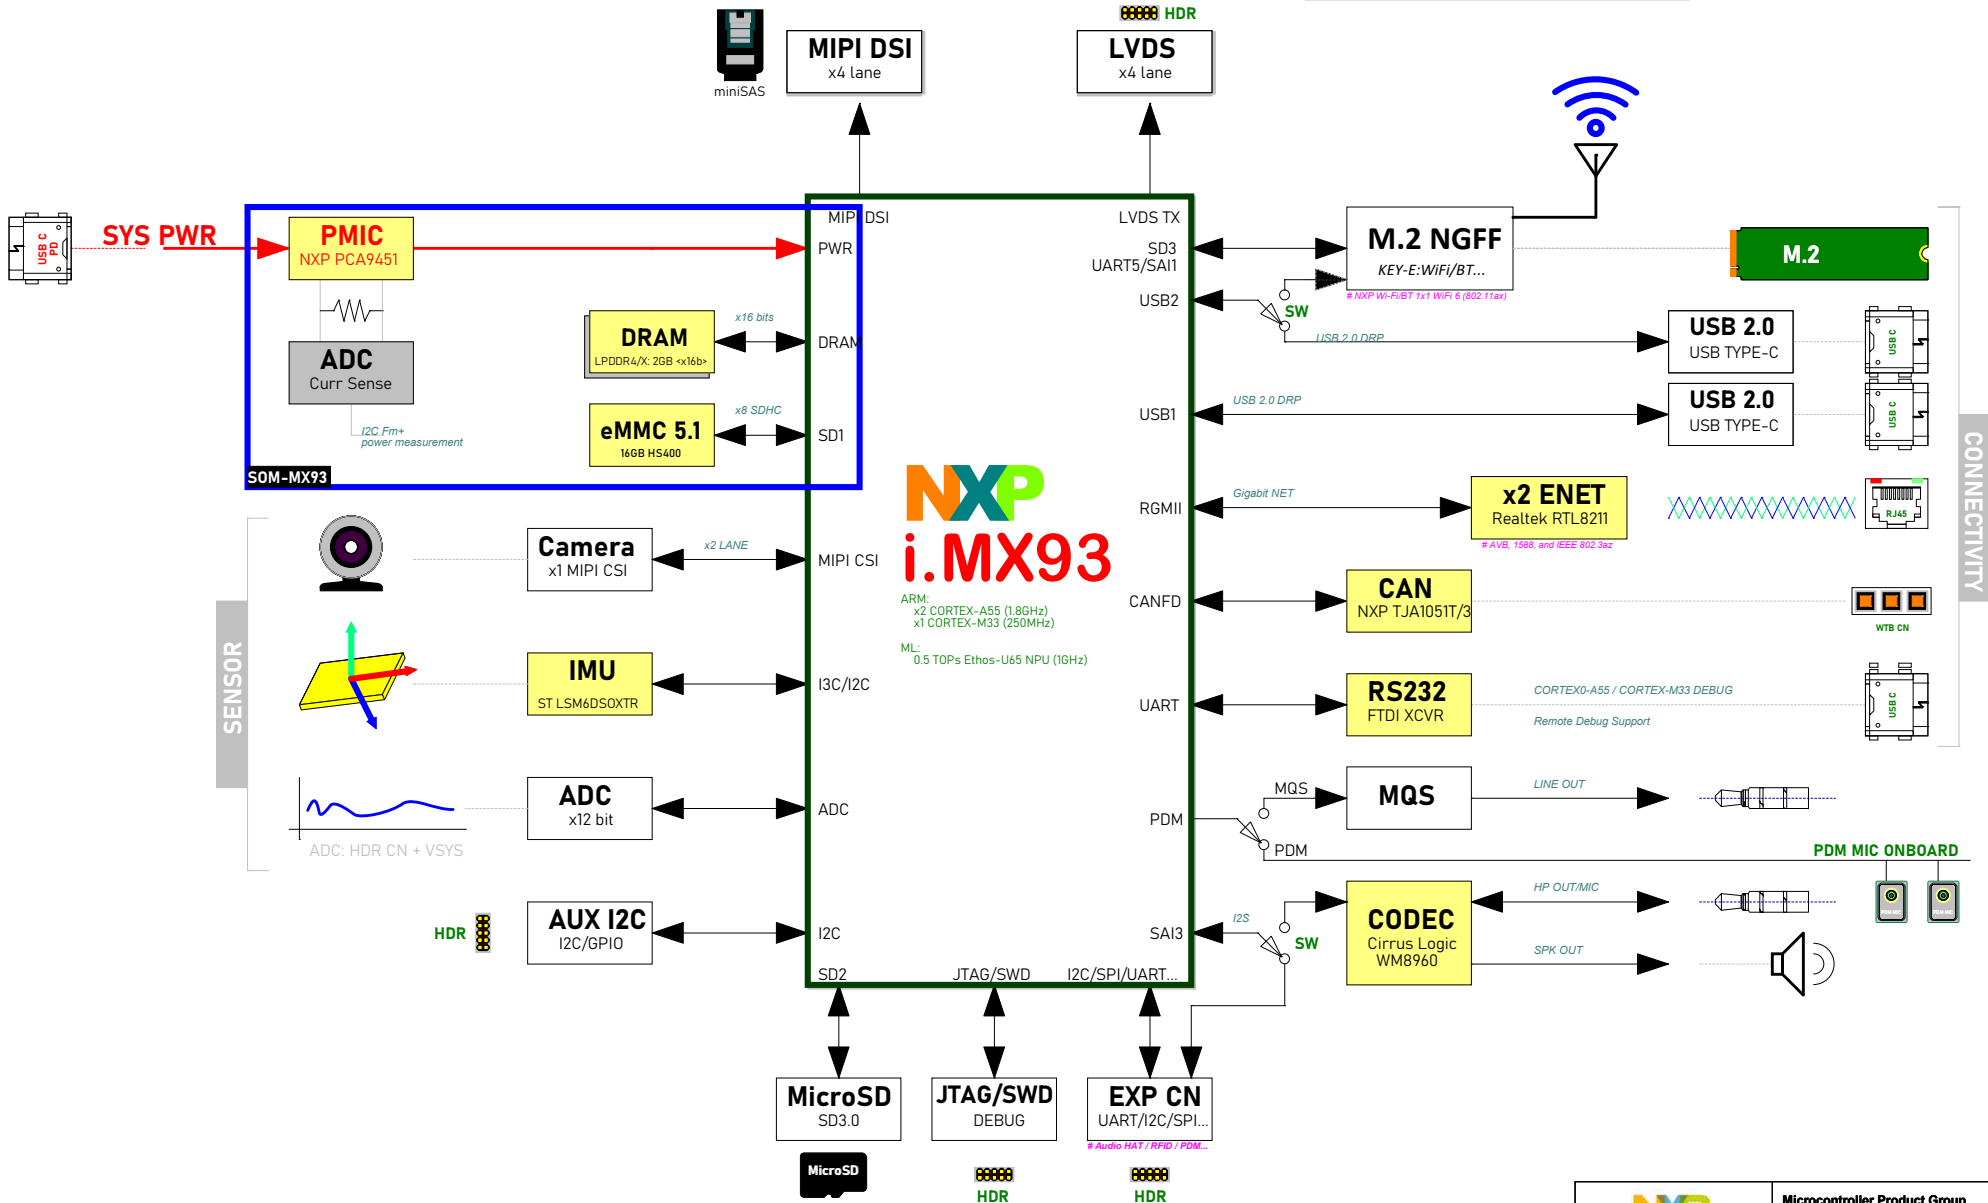 HDR
MIPI DSI
x4 lane
miniSAS
LVDS
x4 lane
USB C
PD
SYS PWR
PMIC
NXP PCA9451
ADC
Curr Sense
I2C Fm+
power measurement
SOM-MX93
DRAM
LPDDR4/X: 2GB <x16b>
x16 bits
eMMC 5.1
16GB HS400
x8 SDHC
MIPI DSI
PWR
DRAM
SD1
MIPI CSI
I3C/I2C
ADC
I2C
SD2
JTAG/SWD
I2C/SPI/UART...
LVDS TX
SD3
UART5/SAI1
USB2
USB1
RGMII
CANFD
UART
PDM
SAI3
NXP
i.MX93
ARM:
x2 CORTEX-A55 (1.8GHz)
x1 CORTEX-M33 (250MHz)
ML:
0.5 TOPs Ethos-U65 NPU (1GHz)
M.2 NGFF
KEY-E:WiFi/BT...
# NXP Wi-Fi/BT 1x1 WiFi 6 (802.11ax)
M.2
SW
USB 2.0 DRP
USB 2.0
USB TYPE-C
USB C
USB 2.0 DRP
USB 2.0
USB TYPE-C
USB C
CONNECTIVITY
Gigabit NET
x2 ENET
Realtek RTL8211
# AVB, 1588, and IEEE 802.3az
RJ45
CAN
NXP TJA1051T/3
WTB CN
RS232
FTDI XCVR
CORTEX0-A55 / CORTEX-M33 DEBUG
Remote Debug Support
USB C
MQS
MQS
LINE OUT
PDM
PDM MIC ONBOARD
PDM MIC
PDM MIC
I2S
SW
CODEC
Cirrus Logic
WM8960
HP OUT/MIC
SPK OUT
SENSOR
Camera
x1 MIPI CSI
x2 LANE
IMU
ST LSM6DSOXTR
ADC
x12 bit
ADC: HDR CN + VSYS
HDR
AUX I2C
I2C/GPIO
MicroSD
SD3.0
MicroSD
JTAG/SWD
DEBUG
HDR
EXP CN
UART/I2C/SPI...
# Audio HAT / RFID / PDM...
HDR
NXP
Microcontroller Product Group